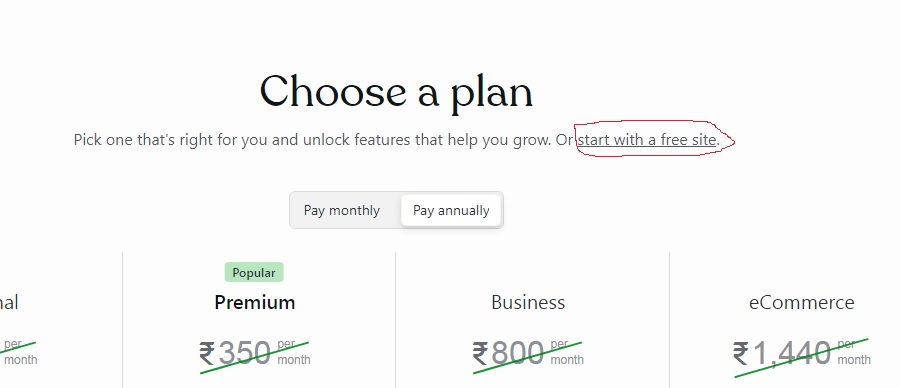 Choose a plan
Pick one that's right for you and unlock features that help you grow. Or start with a free site.
Pay monthly Pay annually
Popular
Premium Business eCommerce
per month ₹350 per month ₹800 per month ₹1,440 per month